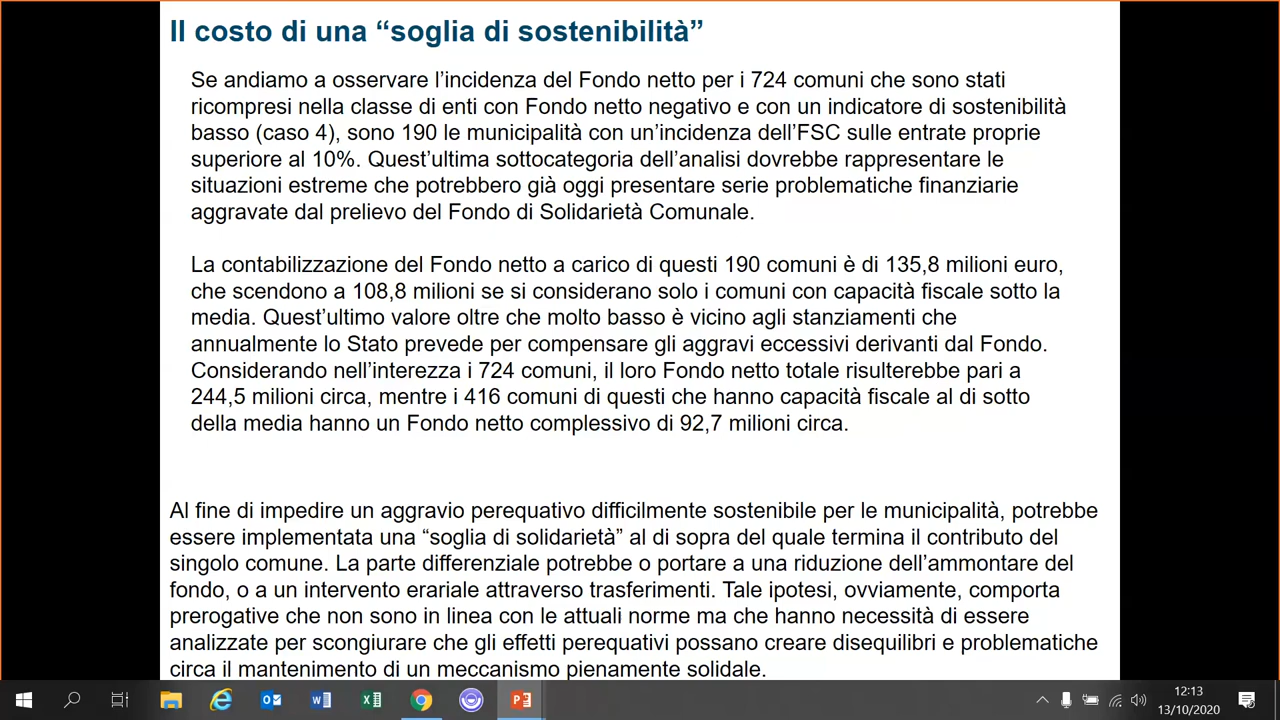 Il costo di una “soglia di sostenibilità”
Se andiamo a osservare l’incidenza del Fondo netto per i 724 comuni che sono stati
ricompresi nella classe di enti con Fondo netto negativo e con un indicatore di sostenibilità
basso (caso 4), sono 190 le municipalità con un’incidenza dell’FSC sulle entrate proprie
superiore al 10%. Quest’ultima sottocategoria dell’analisi dovrebbe rappresentare le
situazioni estreme che potrebbero già oggi presentare serie problematiche finanziarie
aggravate dal prelievo del Fondo di Solidarietà Comunale.
La contabilizzazione del Fondo netto a carico di questi 190 comuni è di 135,8 milioni euro,
che scendono a 108,8 milioni se si considerano solo i comuni con capacità fiscale sotto la
media. Quest’ultimo valore oltre che molto basso è vicino agli stanziamenti che
annualmente lo Stato prevede per compensare gli aggravi eccessivi derivanti dal Fondo.
Considerando nell’interezza i 724 comuni, il loro Fondo netto totale risulterebbe pari a
244,5 milioni circa, mentre i 416 comuni di questi che hanno capacità fiscale al di sotto
della media hanno un Fondo netto complessivo di 92,7 milioni circa.
Al fine di impedire un aggravio perequativo difficilmente sostenibile per le municipalità, potrebbe
essere implementata una “soglia di solidarietà” al di sopra del quale termina il contributo del
singolo comune. La parte differenziale potrebbe o portare a una riduzione dell’ammontare del
fondo, o a un intervento erariale attraverso trasferimenti. Tale ipotesi, ovviamente, comporta
prerogative che non sono in linea con le attuali norme ma che hanno necessità di essere
analizzate per scongiurare che gli effetti perequativi possano creare disequilibri e problematiche
circa il mantenimento di un meccanismo pienamente solidale.
12:13
13/10/2020